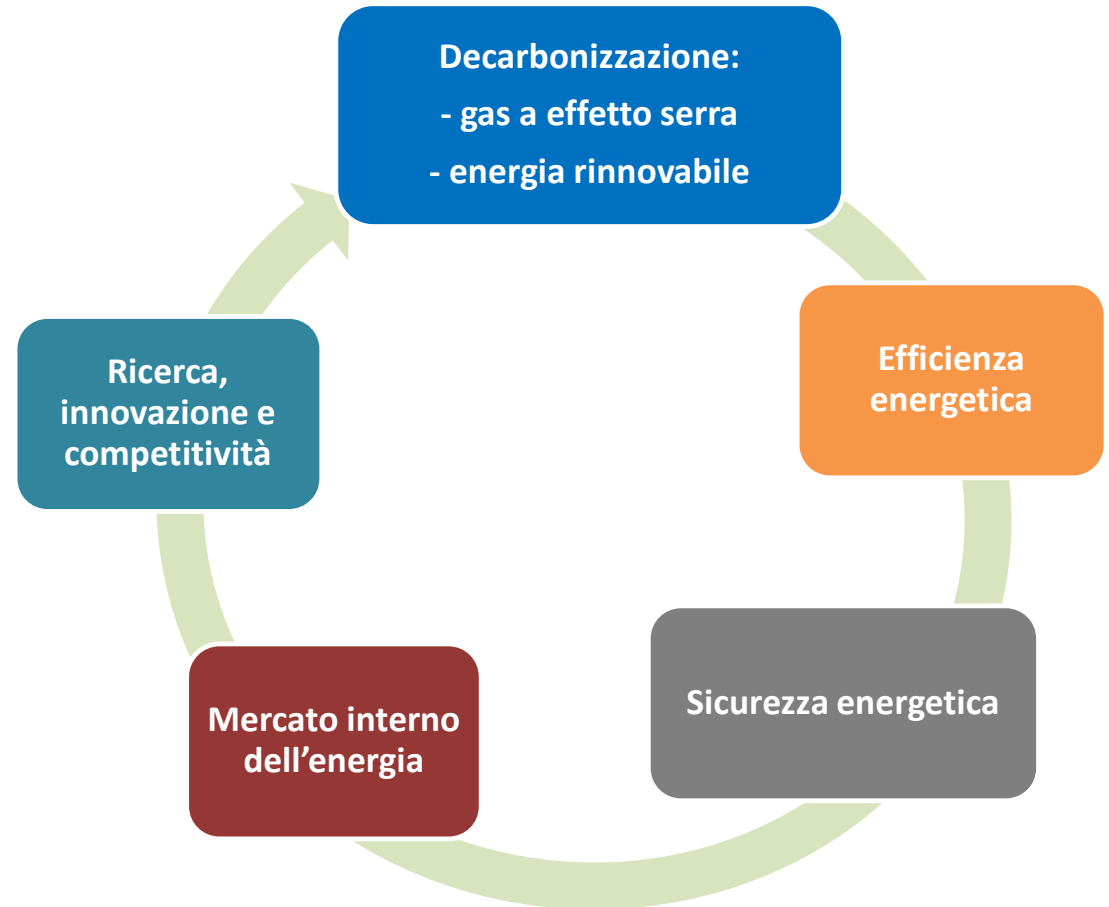 Decarbonizzazione:
- gas a effetto serra
- energia rinnovabile
Efficienza
energetica
Sicurezza energetica
Mercato interno
dell’energia
Ricerca,
innovazione e
competitività